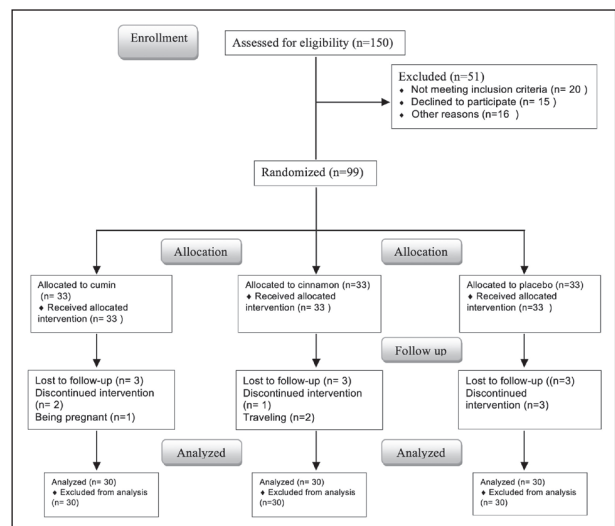 Enrollment
Assessed for eligibility (n=150)
Excluded (n=51)
♦ Not meeting inclusion criteria (n= 20 )
♦ Declined to participate (n= 15 )
♦ Other reasons (n=16 )
Randomized (n=99)
Allocation
Allocation
Allocated to cumin
(n= 33)
♦ Received allocated
intervention (n= 33 )
Allocated to cinnamon (n=33)
♦ Received allocated
intervention (n= 33 )
Allocated to placebo (n=33)
♦ Received allocated
intervention (n=33 )
Follow up
Lost to follow-up (n= 3)
Discontinued intervention
(n= 2)
Being pregnant (n=1)
Lost to follow-up (n= 3)
Discontinued intervention
(n= 1)
Traveling (n=2)
Lost to follow-up ((n=3)
Discontinued
intervention (n=3)
Analyzed
Analyzed
Analyzed (n= 30)
♦ Excluded from analysis
(n= 30)
Analyzed (n= 30)
♦ Excluded from analysis
(n=30)
Analyzed (n= 30)
♦ Excluded from analysis
(n= 30)